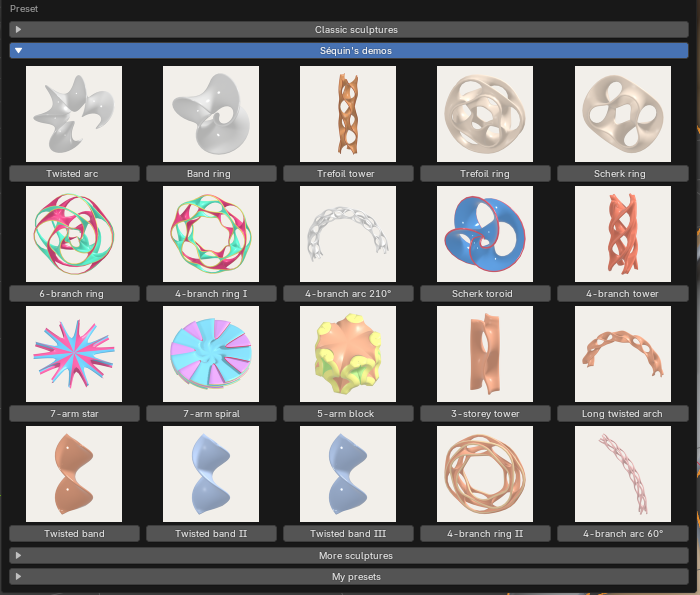 Preset
Classic sculptures
Séquin's demos
Twisted arc
Band ring
Trefoil tower
Trefoil ring
Scherk ring
6-branch ring
4-branch ring I
4-branch arc 210°
Scherk toroid
4-branch tower
7-arm star
7-arm spiral
5-arm block
3-storey tower
Long twisted arch
Twisted band
Twisted band II
Twisted band III
4-branch ring II
4-branch arc 60°
More sculptures
My presets